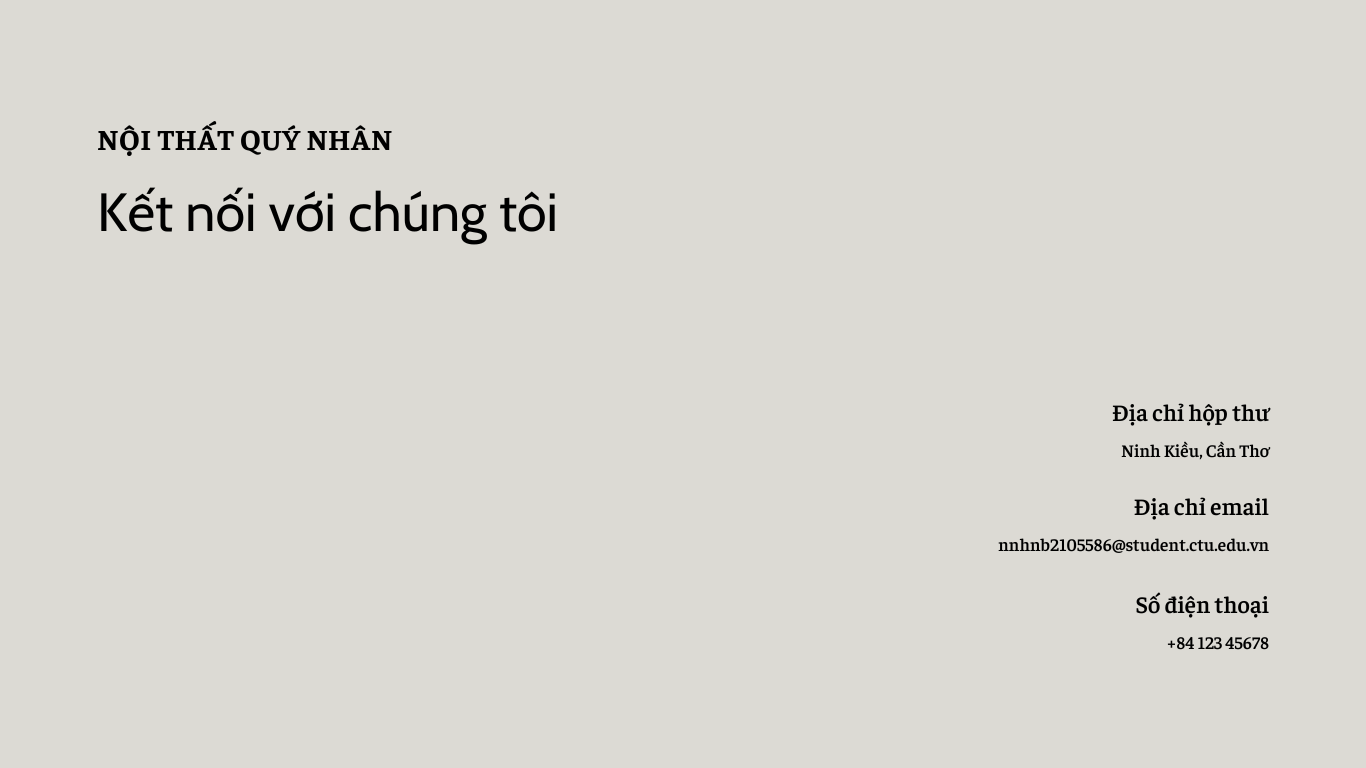 NỘI THẤT QUÝ NHÂN
Kết nối với chúng tôi
Địa chỉ hộp thư
Ninh Kiều, Cần Thơ
Địa chỉ email
nnhnb2105586@student.ctu.edu.vn
Số điện thoại
+84 123 45678